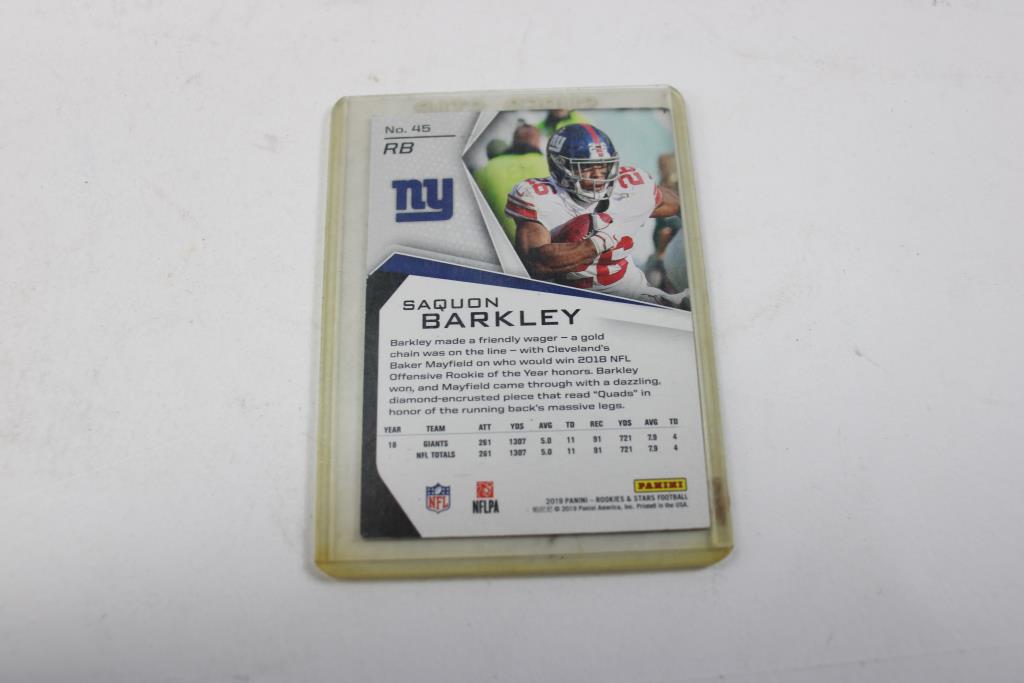 No. 45
RB
ny
26
26
SAQUON
BARKLEY
Barkley made a friendly wager – a gold
chain was on the line – with Cleveland's
Baker Mayfield on who would win 2018 NFL
Offensive Rookie of the Year honors. Barkley
won, and Mayfield came through with a dazzling,
diamond-encrusted piece that read "Quads" in
honor of the running back's massive legs.
YEAR TEAM ATT YDS AVG TD REC YDS AVG TD
18 GIANTS 261 1307 5.0 11 91 721 7.9 4
NFL TOTALS 261 1307 5.0 11 91 721 7.9 4
NFL
NFLPA
PANINI
2019 PANINI – ROOKIES & STARS FOOTBALL
© 2019 Panini America, Inc. Printed in the USA.